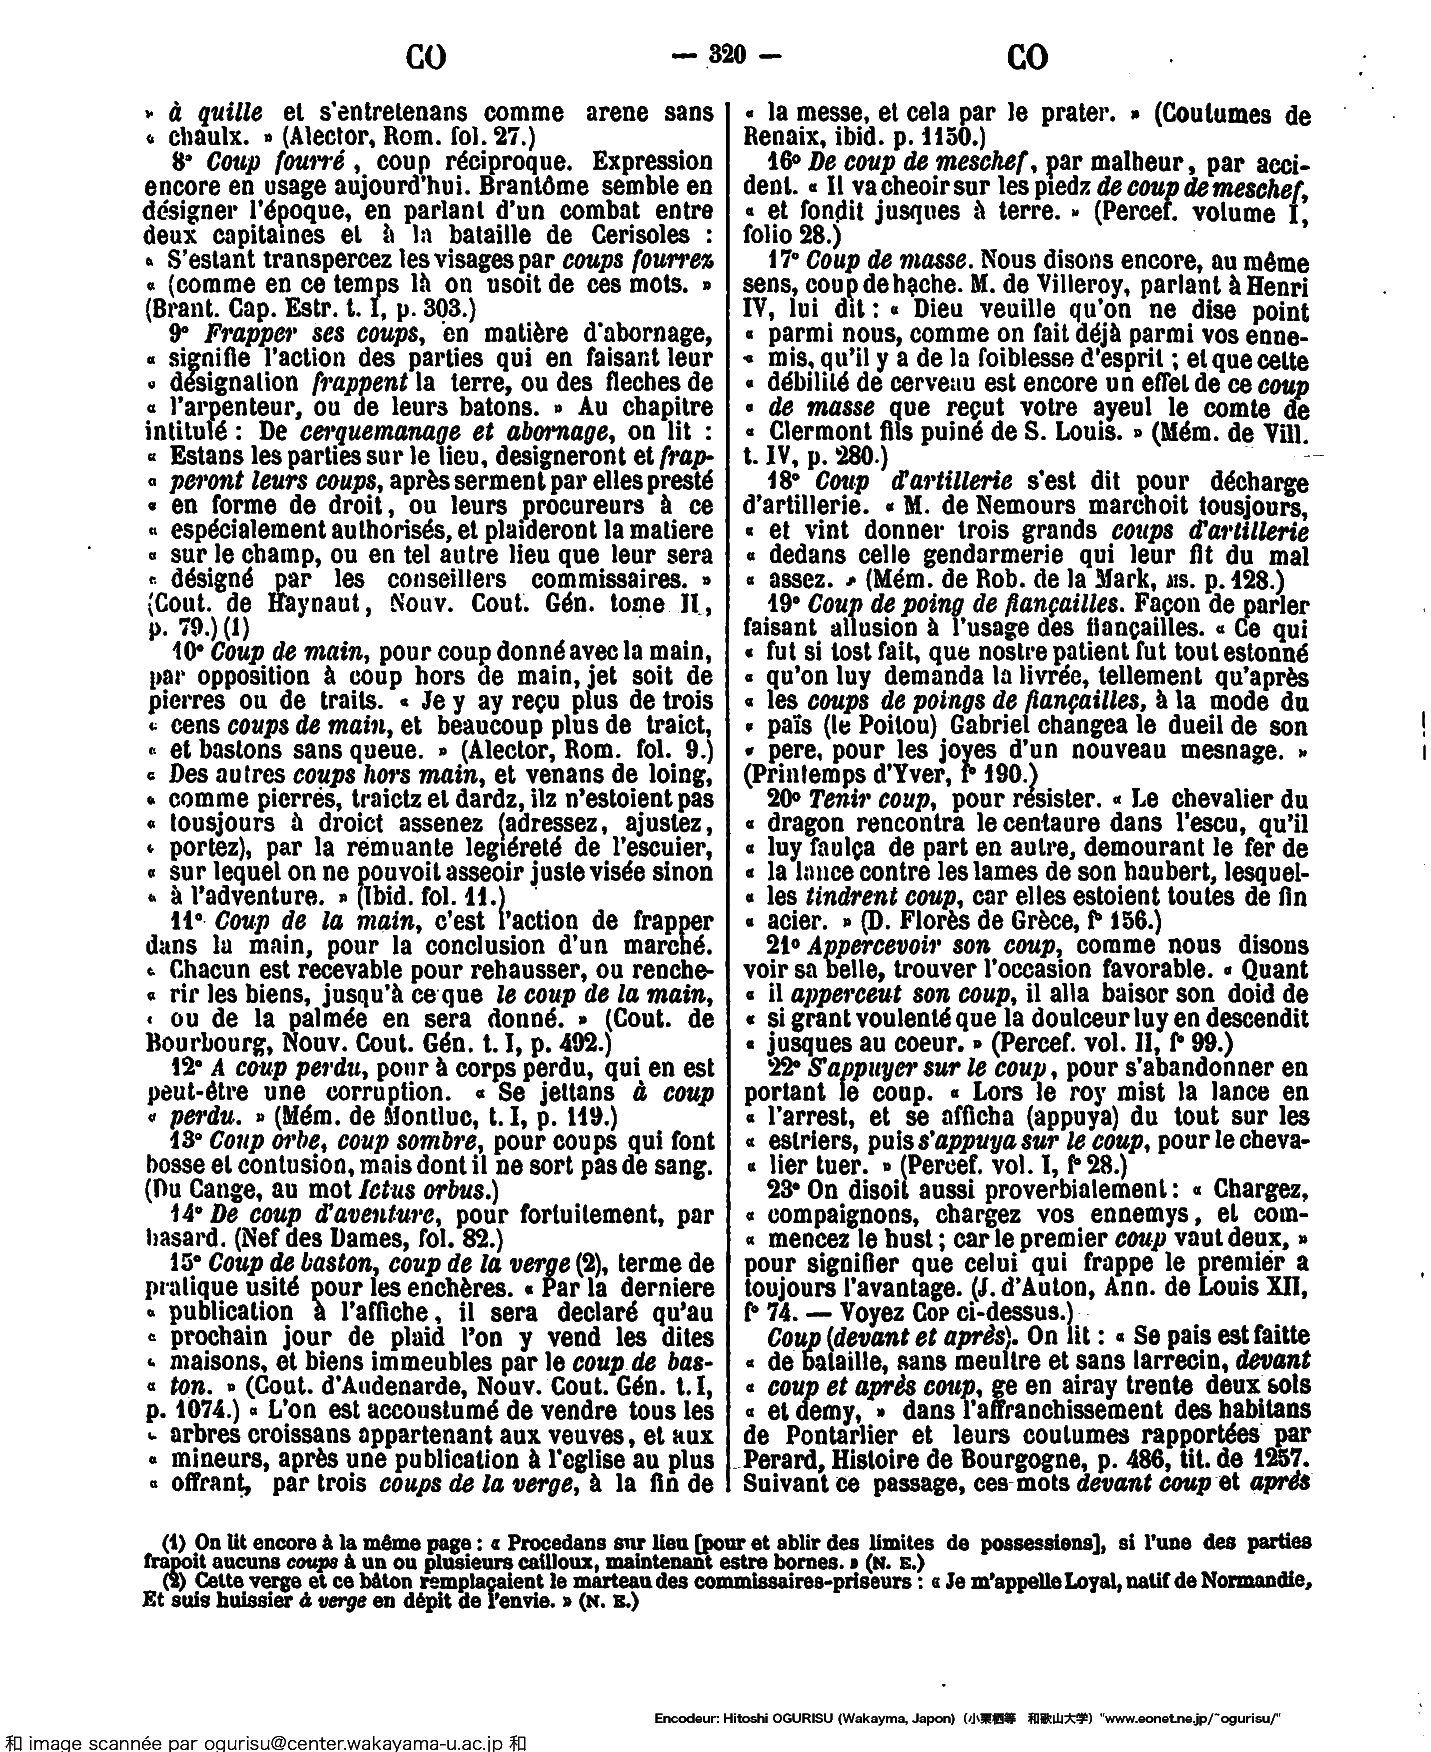 CO — 320 — CO
« à quille et s'entretenans comme arene sans
« chaulx. » (Alector, Rom. fol. 27.)
8° Coup fourré, coup réciproque. Expression
encore en usage aujourd'hui. Brantôme semble en
désigner l'époque, en parlant d'un combat entre
deux capitaines et à la bataille de Cerisoles :
« S'estant transpercez les visages par coups fourrez
« (comme en ce temps là on usoit de ces mots. »
(Brant. Cap. Estr. t. I, p. 303.)
9° Frapper ses coups, en matière d'abornage,
« signifie l'action des parties qui en faisant leur
« désignation frappent la terre, ou des fleches de
« l'arpenteur, ou de leurs batons. » Au chapitre
intitulé : De cerquemanage et abornage, on lit :
« Estans les parties sur le lieu, designeront et frap-
« peront leurs coups, après serment par elles presté
« en forme de droit, ou leurs procureurs à ce
« espécialement authorisés, et plaideront la matiere
« sur le champ, ou en tel autre lieu que leur sera
« désigné par les conseillers commissaires. »
(Cout. de Haynaut, Nouv. Cout. Gén. tome II,
p. 79.) (1)
10° Coup de main, pour coup donné avec la main,
par opposition à coup hors de main, jet soit de
pierres ou de traits. « Je y ay reçu plus de trois
« cens coups de main, et beaucoup plus de traict,
« et bastons sans queue. » (Alector, Rom. fol. 9.)
« Des autres coups hors main, et venans de loing,
« comme pierres, traictz et dardz, ilz n'estoient pas
« tousjours à droict assenez (adressez, ajustez,
« portez), par la remuante legiéreté de l'escuier,
« sur lequel on ne pouvoit asseoir juste visée sinon
« à l'adventure. » (Ibid. fol. 11.)
11° Coup de la main, c'est l'action de frapper
dans la main, pour la conclusion d'un marché.
« Chacun est recevable pour rehausser, ou renche-
« rir les biens, jusqu'à ce que le coup de la main,
« ou de la palmée en sera donné. » (Cout. de
Bourbourg, Nouv. Cout. Gén. t. I, p. 492.)
12° A coup perdu, pour à corps perdu, qui en est
peut-être une corruption. « Se jettans à coup
« perdu. » (Mém. de Montluc, t. I, p. 119.)
13° Coup orbe, coup sombre, pour coups qui font
bosse et contusion, mais dont il ne sort pas de sang.
(Du Cange, au mot Ictus orbus.)
14° De coup d'aventure, pour fortuitement, par
hasard. (Nef des Dames, fol. 82.)
15° Coup de baston, coup de la verge (2), terme de
pratique usité pour les enchères. « Par la derniere
« publication à l'affiche, il sera declaré qu'au
« prochain jour de plaid l'on y vend les dites
« maisons, et biens immeubles par le coup de bas-
« ton. » (Cout. d'Audenarde, Nouv. Cout. Gén. t. I,
p. 1074.) « L'on est accoustumé de vendre tous les
« arbres croissans appartenant aux veuves, et aux
« mineurs, après une publication à l'eglise au plus
« offrant, par trois coups de la verge, à la fin de
« la messe, et cela par le prater. » (Coutumes de
Renaix, ibid. p. 1150.)
16° De coup de meschef, par malheur, par acci-
dent. « Il va cheoir sur les piedz de coup de meschef,
« et fondit jusques à terre. » (Percef. volume I,
folio 28.)
17° Coup de masse. Nous disons encore, au même
sens, coup de hache. M. de Villeroy, parlant à Henri
IV, lui dit : « Dieu veuille qu'on ne dise point
« parmi nous, comme on fait déjà parmi vos enne-
« mis, qu'il y a de la foiblesse d'esprit ; et que cette
« débilité de cerveau est encore un effet de ce coup
« de masse que reçut votre ayeul le comte de
« Clermont fils puiné de S. Louis. » (Mém. de Vill.
t. IV, p. 280.)
18° Coup d'artillerie s'est dit pour décharge
d'artillerie. « M. de Nemours marchoit tousjours,
« et vint donner trois grands coups d'artillerie
« dedans celle gendarmerie qui leur fit du mal
« assez. » (Mém. de Rob. de la Mark, MS. p. 128.)
19° Coup de poing de fiançailles. Façon de parler
faisant allusion à l'usage des fiançailles. « Ce qui
« fut si tost fait, que nostre patient fut tout estonné
« qu'on luy demanda la livrée, tellement qu'après
« les coups de poings de fiançailles, à la mode du
« païs (le Poitou) Gabriel changea le dueil de son
« pere, pour les joyes d'un nouveau mesnage. »
(Printemps d'Yver, f° 190.)
20° Tenir coup, pour résister. « Le chevalier du
« dragon rencontra le centaure dans l'escu, qu'il
« luy faulça de part en autre, demourant le fer de
« la lance contre les lames de son haubert, lesquel-
« les tindrent coup, car elles estoient toutes de fin
« acier. » (D. Florès de Grèce, f° 156.)
21° Appercevoir son coup, comme nous disons
voir sa belle, trouver l'occasion favorable. « Quant
« il apperceut son coup, il alla baiser son doid de
« si grant voulenté que la doulceur luy en descendit
« jusques au coeur. » (Percef. vol. II, f° 99.)
22° S'appuyer sur le coup, pour s'abandonner en
portant le coup. « Lors le roy mist la lance en
« l'arrest, et se afficha (appuya) du tout sur les
« estriers, puis s'appuya sur le coup, pour le cheva-
« lier tuer. » (Percef. vol. I, f° 28.)
23° On disoit aussi proverbialement : « Chargez,
« compaignons, chargez vos ennemys, et com-
« mencez le hust ; car le premier coup vaut deux, »
pour signifier que celui qui frappe le premier a
toujours l'avantage. (J. d'Auton, Ann. de Louis XII,
f° 74. — Voyez COP ci-dessus.)
Coup (devant et après). On lit : « Se pais est faitte
« de bataille, sans meultre et sans larrecin, devant
« coup et après coup, ge en airay trente deux sols
« et demy, » dans l'affranchissement des habitans
de Pontarlier et leurs coutumes rapportées par
Perard, Histoire de Bourgogne, p. 486, tit. de 1257.
Suivant ce passage, ces mots devant coup et après
(1) On lit encore à la même page : « Procedans sur lieu [pour et ablir des limites de possessions], si l'une des parties
frapoit aucuns coups à un ou plusieurs cailloux, maintenant estre bornes. » (N. E.)
(2) Cette verge et ce bâton remplaçaient le marteau des commissaires-priseurs : « Je m'appelle Loyal, natif de Normandie,
Et suis huissier à verge en dépit de l'envie. » (N. E.)
Encodeur: Hitoshi OGURISU (Wakayma, Japon) (小栗栖等 和歌山大学) "www.eonet.ne.jp/~ogurisu/"
和 image scannée par ogurisu@center.wakayama-u.ac.jp 和